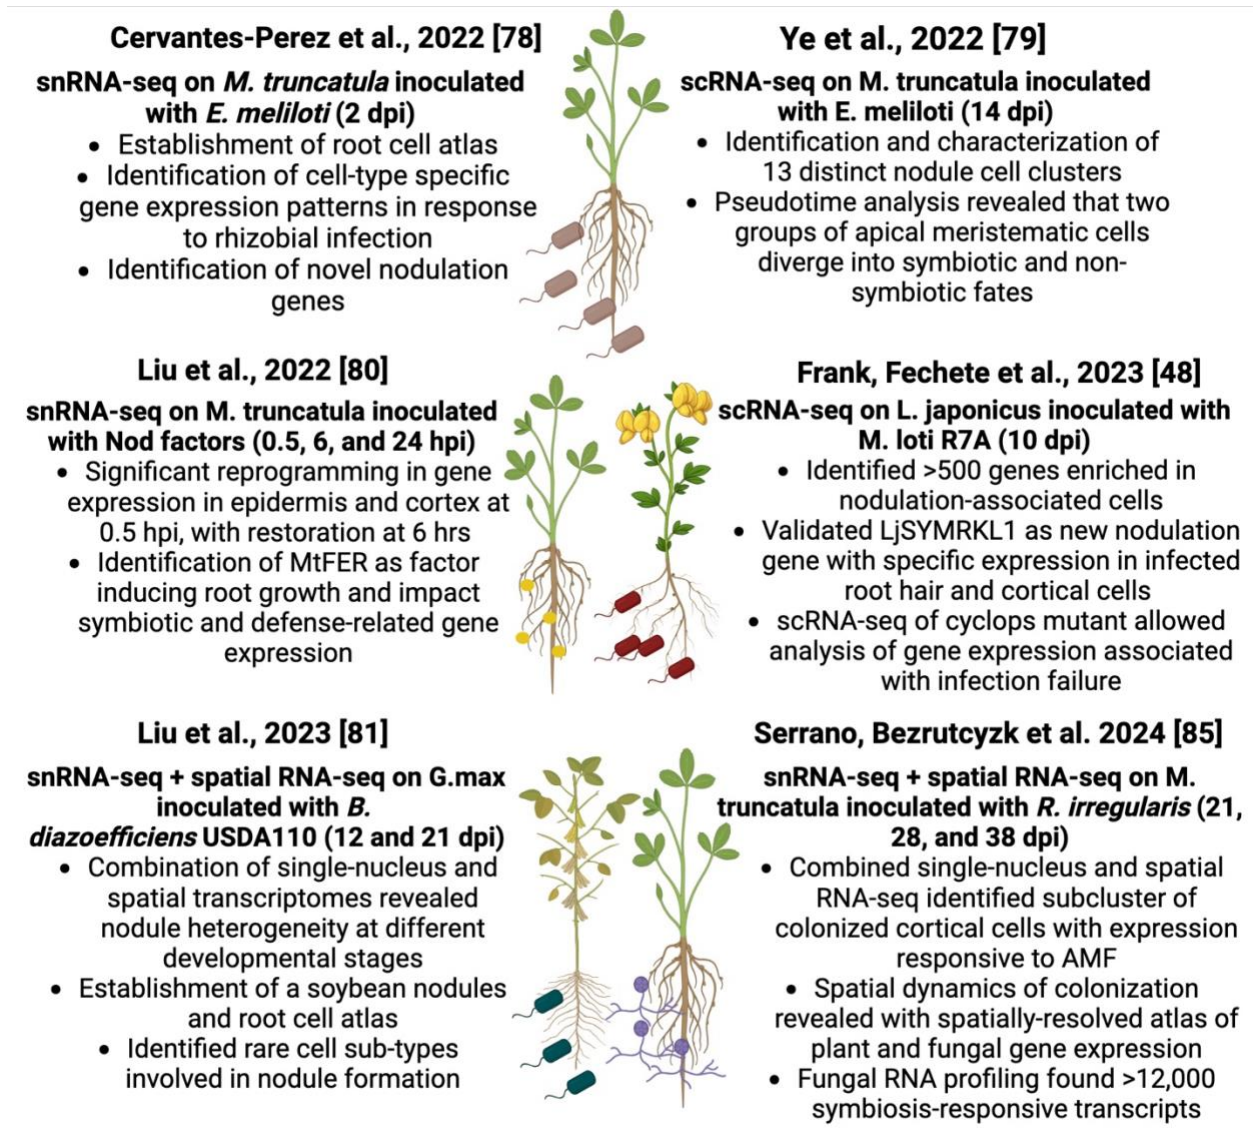 Cervantes-Perez et al., 2022 [78]
snRNA-seq on M. truncatula inoculated
with E. meliloti (2 dpi)
• Establishment of root cell atlas
• Identification of cell-type specific
gene expression patterns in response
to rhizobial infection
• Identification of novel nodulation
genes
Ye et al., 2022 [79]
scRNA-seq on M. truncatula inoculated
with E. meliloti (14 dpi)
• Identification and characterization of
13 distinct nodule cell clusters
• Pseudotime analysis revealed that two
groups of apical meristematic cells
diverge into symbiotic and non-
symbiotic fates
Liu et al., 2022 [80]
snRNA-seq on M. truncatula inoculated
with Nod factors (0.5, 6, and 24 hpi)
• Significant reprogramming in gene
expression in epidermis and cortex at
0.5 hpi, with restoration at 6 hrs
• Identification of MtFER as factor
inducing root growth and impact
symbiotic and defense-related gene
expression
Frank, Fechete et al., 2023 [48]
scRNA-seq on L. japonicus inoculated with
M. loti R7A (10 dpi)
• Identified >500 genes enriched in
nodulation-associated cells
• Validated LjSYMRKL1 as new nodulation
gene with specific expression in infected
root hair and cortical cells
• scRNA-seq of cyclops mutant allowed
analysis of gene expression associated
with infection failure
Liu et al., 2023 [81]
snRNA-seq + spatial RNA-seq on G.max
inoculated with B.
diazoefficiens USDA110 (12 and 21 dpi)
• Combination of single-nucleus and
spatial transcriptomes revealed
nodule heterogeneity at different
developmental stages
• Establishment of a soybean nodules
and root cell atlas
• Identified rare cell sub-types
involved in nodule formation
Serrano, Bezrutcyzk et al. 2024 [85]
snRNA-seq + spatial RNA-seq on M.
truncatula inoculated with R. irregularis (21,
28, and 38 dpi)
• Combined single-nucleus and spatial
RNA-seq identified subcluster of
colonized cortical cells with expression
responsive to AMF
• Spatial dynamics of colonization
revealed with spatially-resolved atlas of
plant and fungal gene expression
• Fungal RNA profiling found >12,000
symbiosis-responsive transcripts